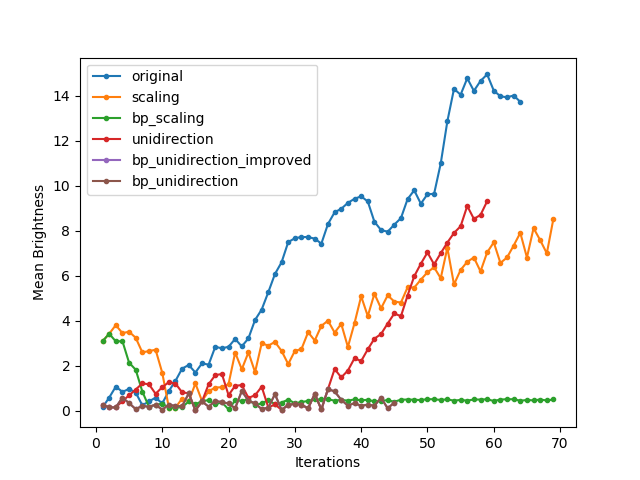 original
scaling
bp_scaling
unidirection
bp_unidirection_improved
bp_unidirection
14
12
10
8
6
4
2
0
Mean Brightness
0 10 20 30 40 50 60 70
Iterations